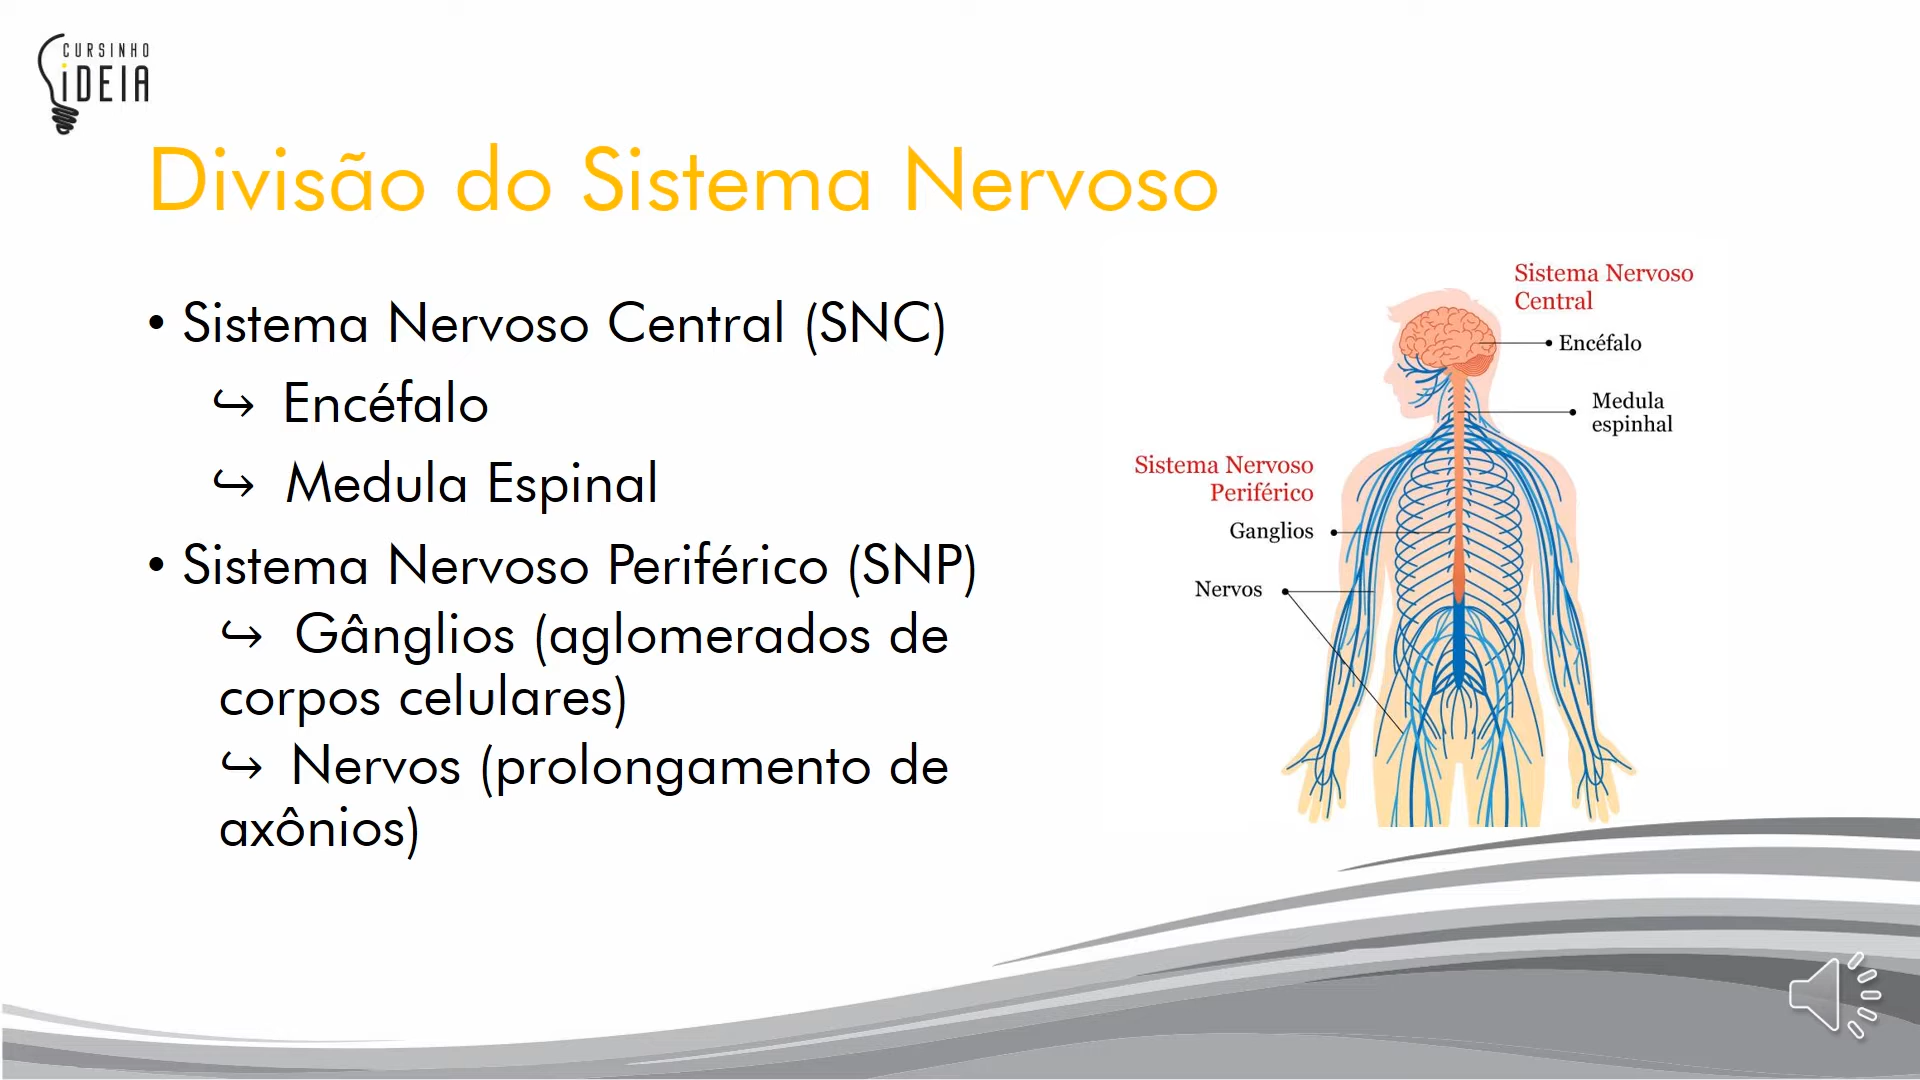 CURSINHO
iDEIA
Divisão do Sistema Nervoso
• Sistema Nervoso Central (SNC)
↪ Encéfalo
↪ Medula Espinal
• Sistema Nervoso Periférico (SNP)
↪ Gânglios (aglomerados de
corpos celulares)
↪ Nervos (prolongamento de
axônios)
Sistema Nervoso
Central
Encéfalo
Medula
espinhal
Sistema Nervoso
Periférico
Ganglios
Nervos